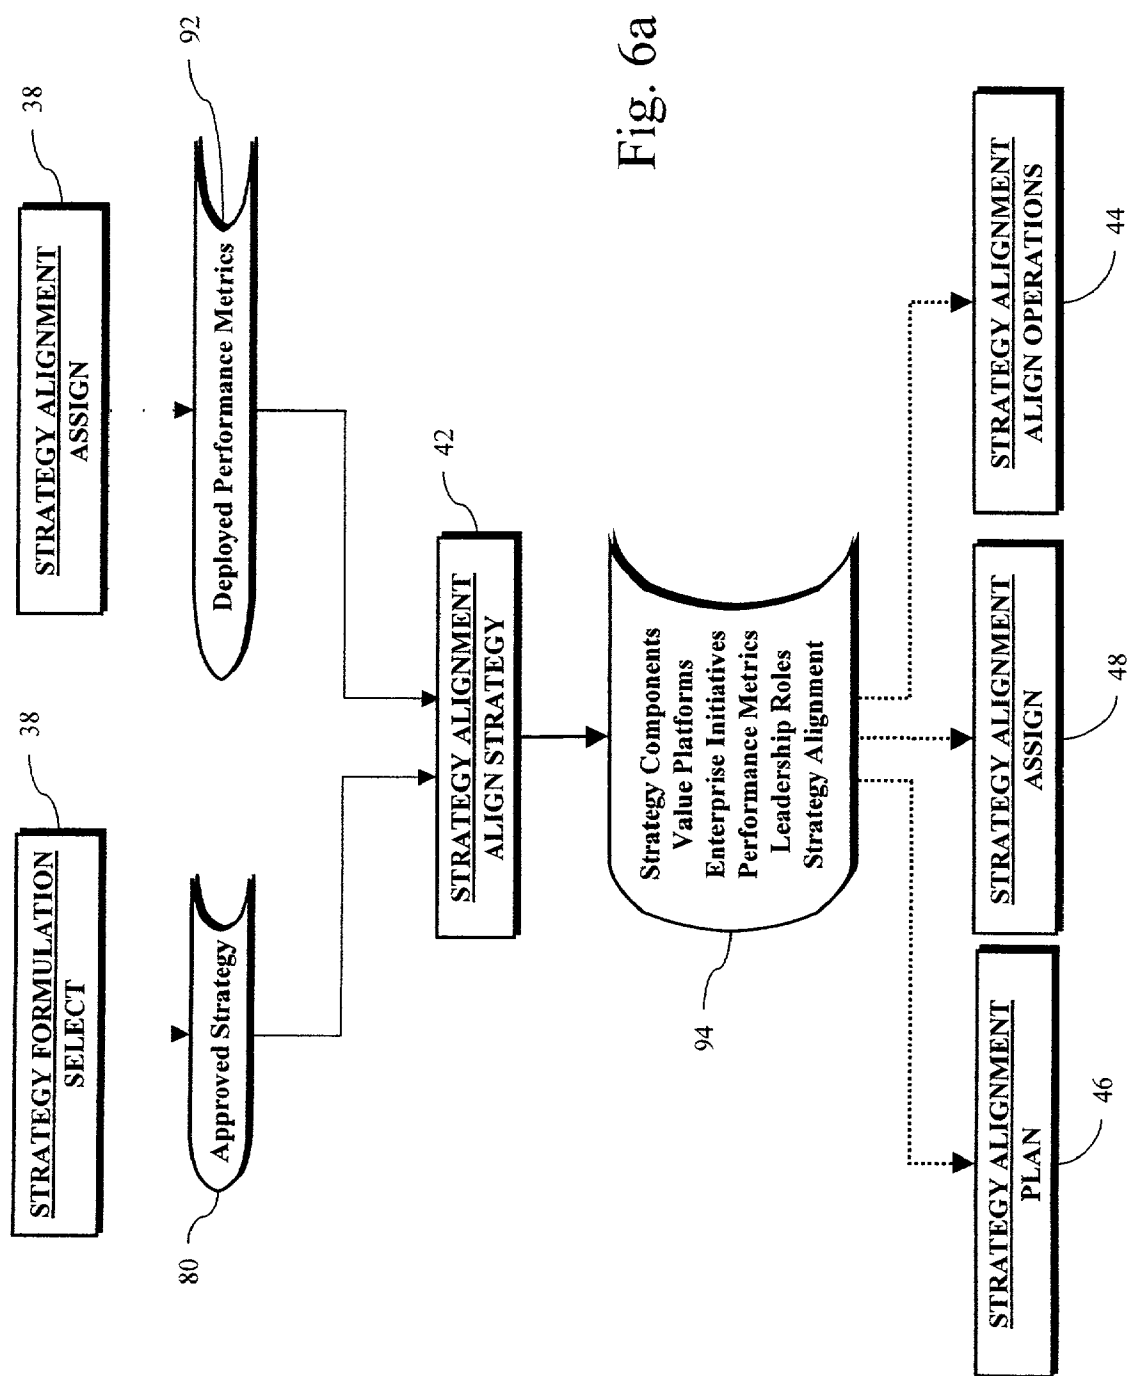 38
STRATEGY FORMULATION
SELECT
38
STRATEGY ALIGNMENT
ASSIGN
80
Approved Strategy
Deployed Performance Metrics
92
42
STRATEGY ALIGNMENT
ALIGN STRATEGY
Strategy Components
Value Platforms
Enterprise Initiatives
Performance Metrics
Leadership Roles
Strategy Alignment
94
Fig. 6a
STRATEGY ALIGNMENT
PLAN
46
STRATEGY ALIGNMENT
ASSIGN
48
STRATEGY ALIGNMENT
ALIGN OPERATIONS
44